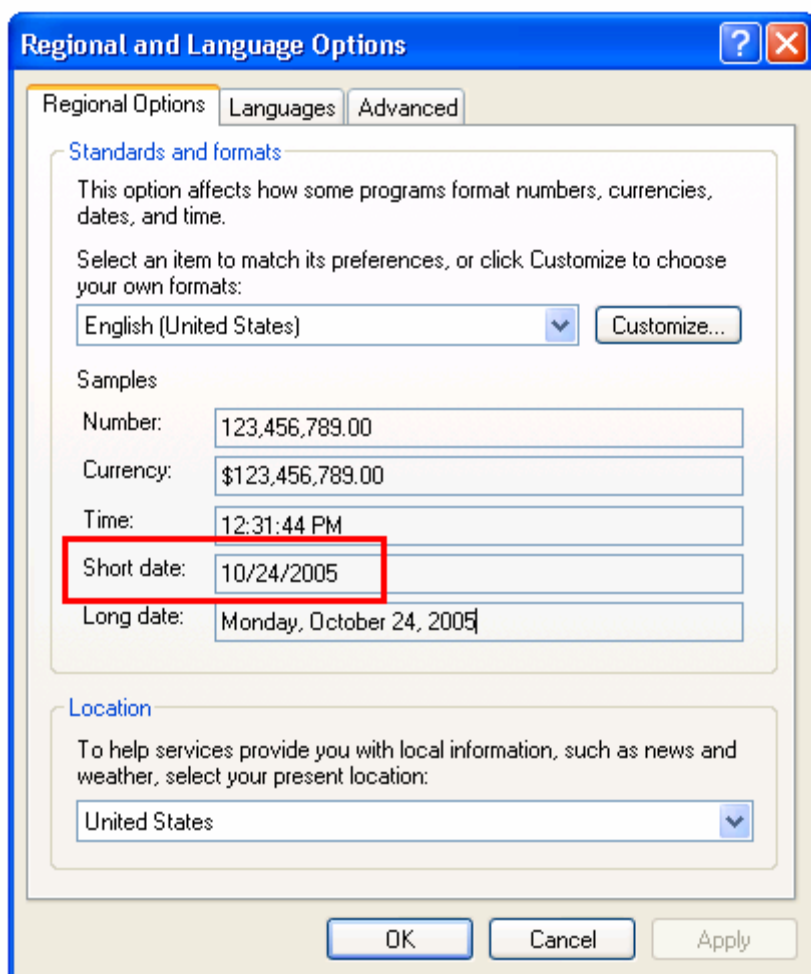 Regional and Language Options
Regional Options Languages Advanced
Standards and formats
This option affects how some programs format numbers, currencies,
dates, and time.
Select an item to match its preferences, or click Customize to choose
your own formats:
English (United States) Customize...
Samples
Number: 123,456,789.00
Currency: $123,456,789.00
Time: 12:31:44 PM
Short date: 10/24/2005
Long date: Monday, October 24, 2005
Location
To help services provide you with local information, such as news and
weather, select your present location:
United States
OK Cancel Apply